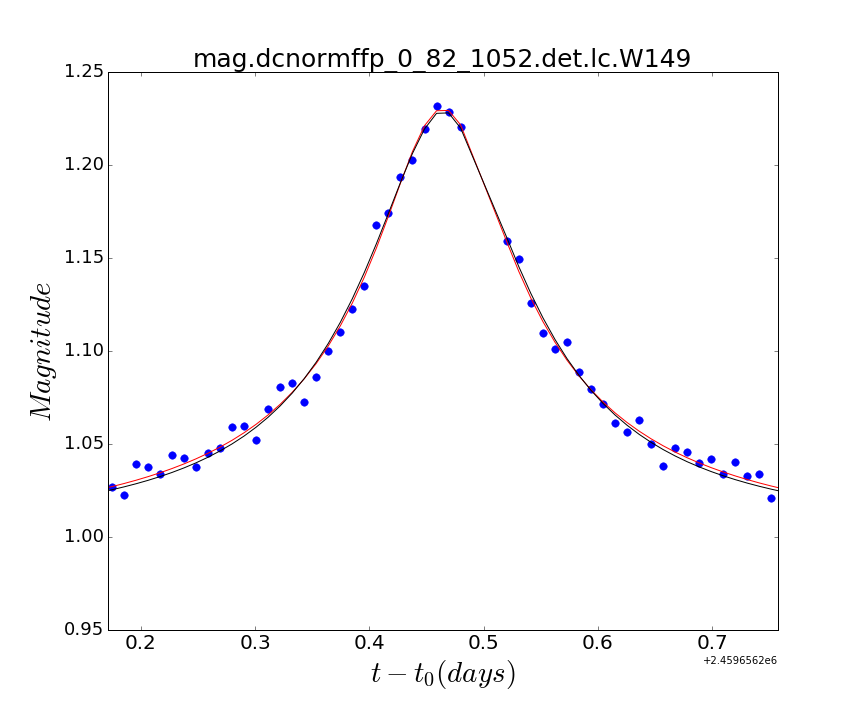 mag.dcnormffp_0_82_1052.det.lc.W149
1.25
1.20
1.15
1.10
1.05
1.00
0.95
Magnitude
0.2 0.3 0.4 0.5 0.6 0.7
+2.4596562e6
t − t₀(days)